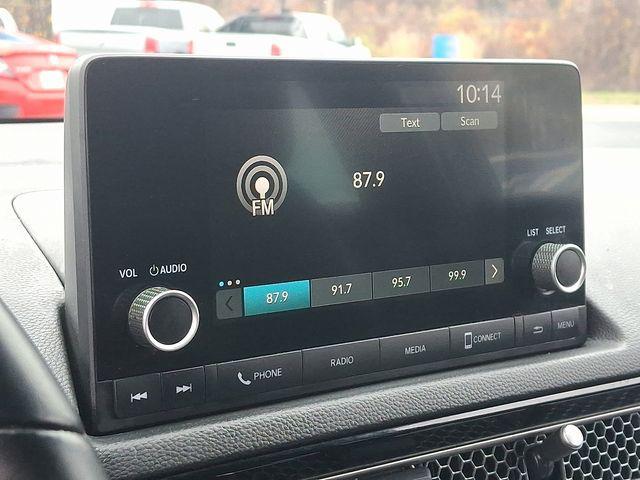 10:14
Text Scan
87.9
FM
LIST SELECT
VOL AUDIO
87.9 91.7 95.7 99.9
PHONE RADIO MEDIA CONNECT MENU